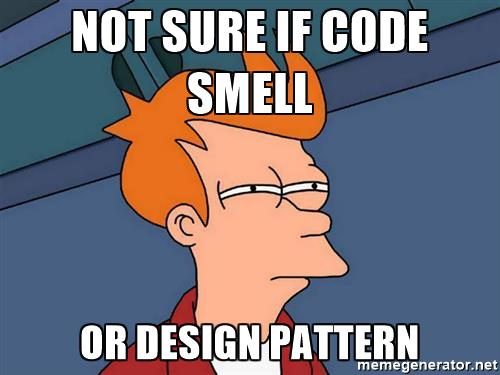 NOT SURE IF CODE
SMELL
OR DESIGN PATTERN
memegenerator.net